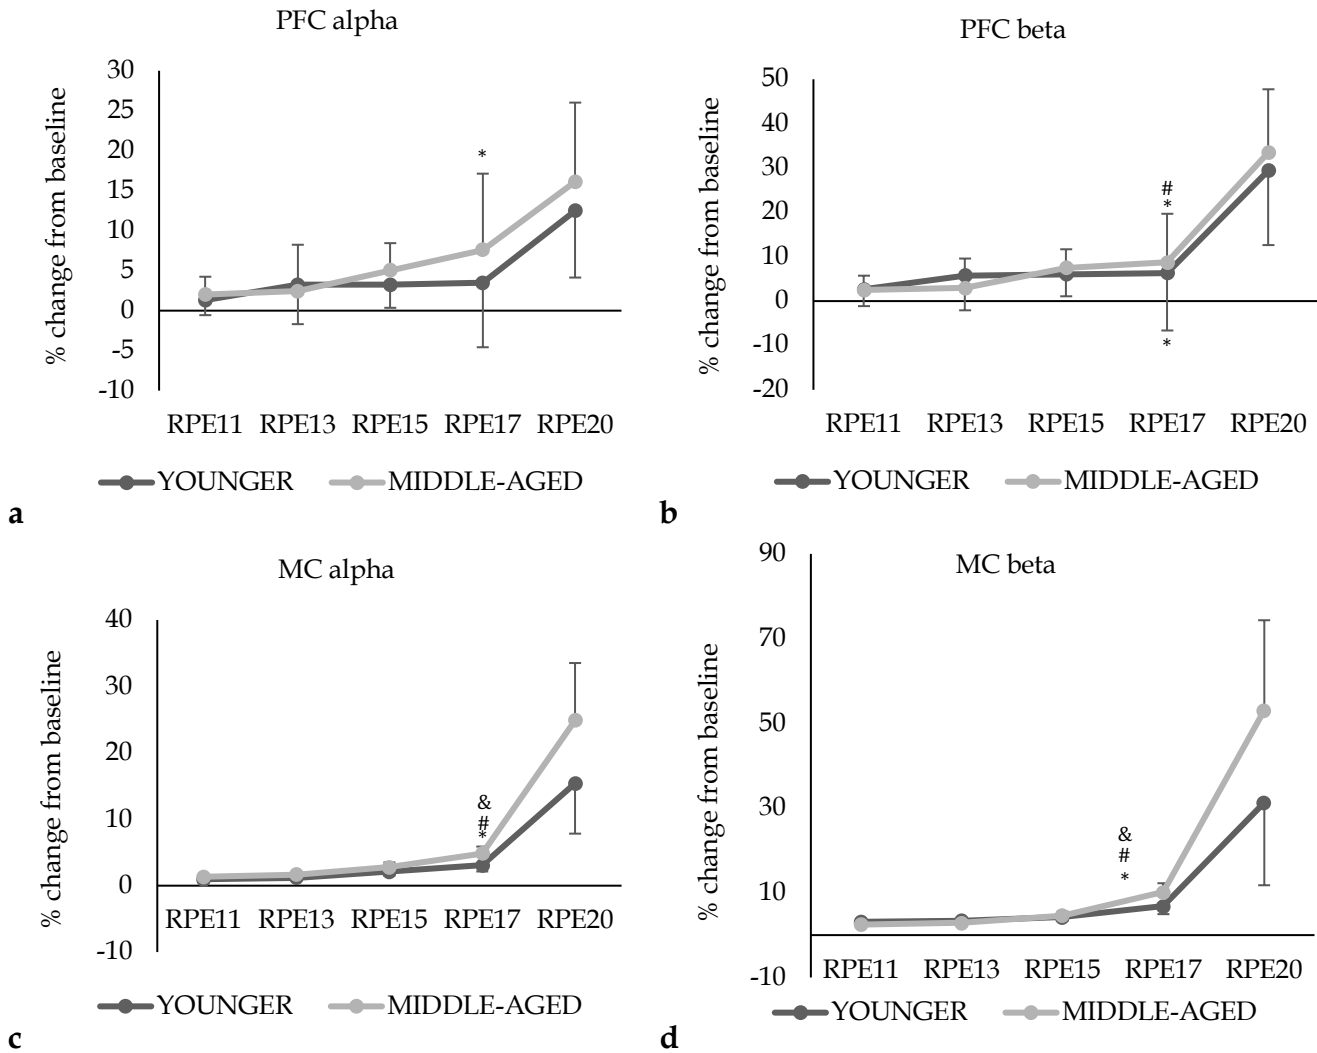 PFC alpha
% change from baseline
30
25
20
15
10
5
0
-5
-10
*
RPE11 RPE13 RPE15 RPE17 RPE20
YOUNGER MIDDLE-AGED
a
PFC beta
% change from baseline
50
40
30
20
10
0
-10
-20
#
*
*
RPE11 RPE13 RPE15 RPE17 RPE20
YOUNGER MIDDLE-AGED
b
MC alpha
% change from baseline
40
30
20
10
0
-10
&
#
*
RPE11 RPE13 RPE15 RPE17 RPE20
YOUNGER MIDDLE-AGED
c
MC beta
% change from baseline
90
70
50
30
10
-10
&
#
*
RPE11 RPE13 RPE15 RPE17 RPE20
YOUNGER MIDDLE-AGED
d